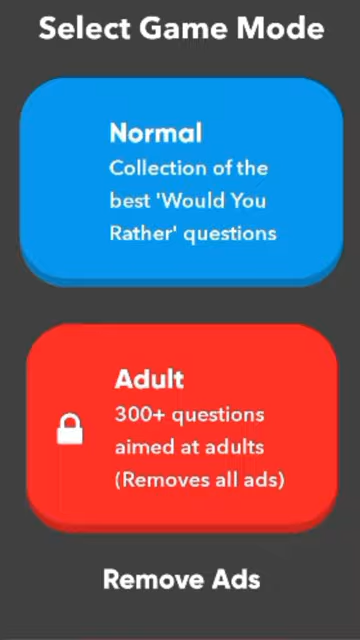 Select Game Mode
Normal
Collection of the
best 'Would You
Rather' questions
Adult
300+ questions
aimed at adults
(Removes all ads)
Remove Ads